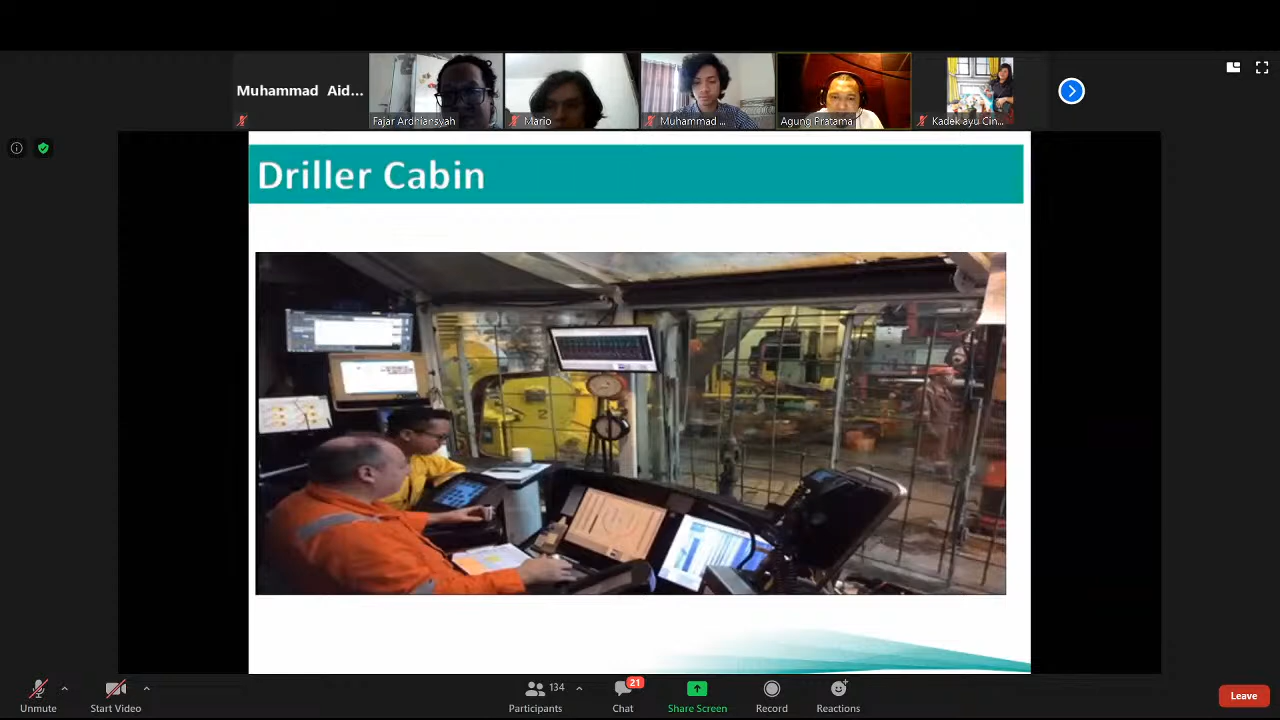 Muhammad Aid...
Fajar Ardhiansyah
Mario
Muhammad ...
Agung Pratama
Kadek ayu Cin...
Driller Cabin
2
Unmute
Start Video
134
Participants
21
Chat
Share Screen
Record
Reactions
Leave